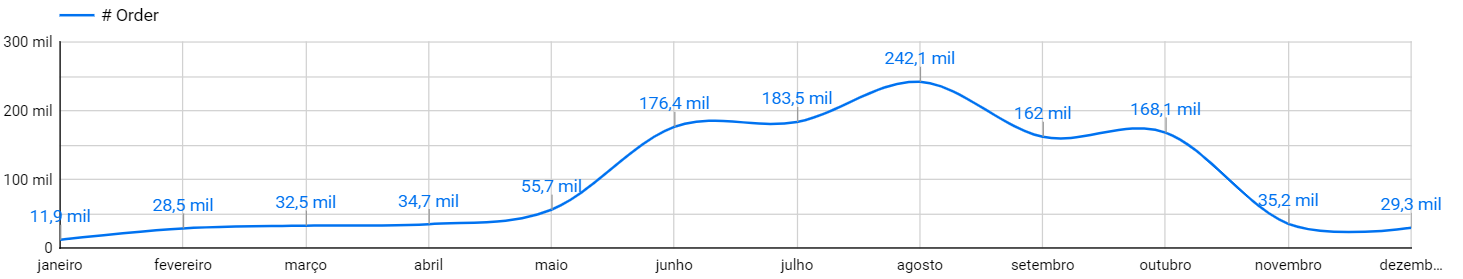 # Order
300 mil
200 mil
100 mil
0
11,9 mil
28,5 mil
32,5 mil
34,7 mil
55,7 mil
176,4 mil
183,5 mil
242,1 mil
162 mil
168,1 mil
35,2 mil
29,3 mil
janeiro
fevereiro
março
abril
maio
junho
julho
agosto
setembro
outubro
novembro
dezemb...